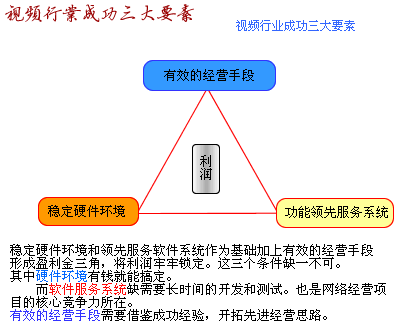 視頻行業成功三大要素
视频行业成功三大要素
有效的经营手段
利润
稳定硬件环境
功能领先服务系统
稳定硬件环境和领先服务软件系统作为基础加上有效的经营手段
形成盈利金三角，将利润牢牢锁定。这三个条件缺一不可。
其中硬件环境有钱就能搞定。
而软件服务系统缺需要长时间的开发和测试。也是网络经营项
目的核心竞争力所在。
有效的经营手段需要借鉴成功经验，开拓先进经营思路。